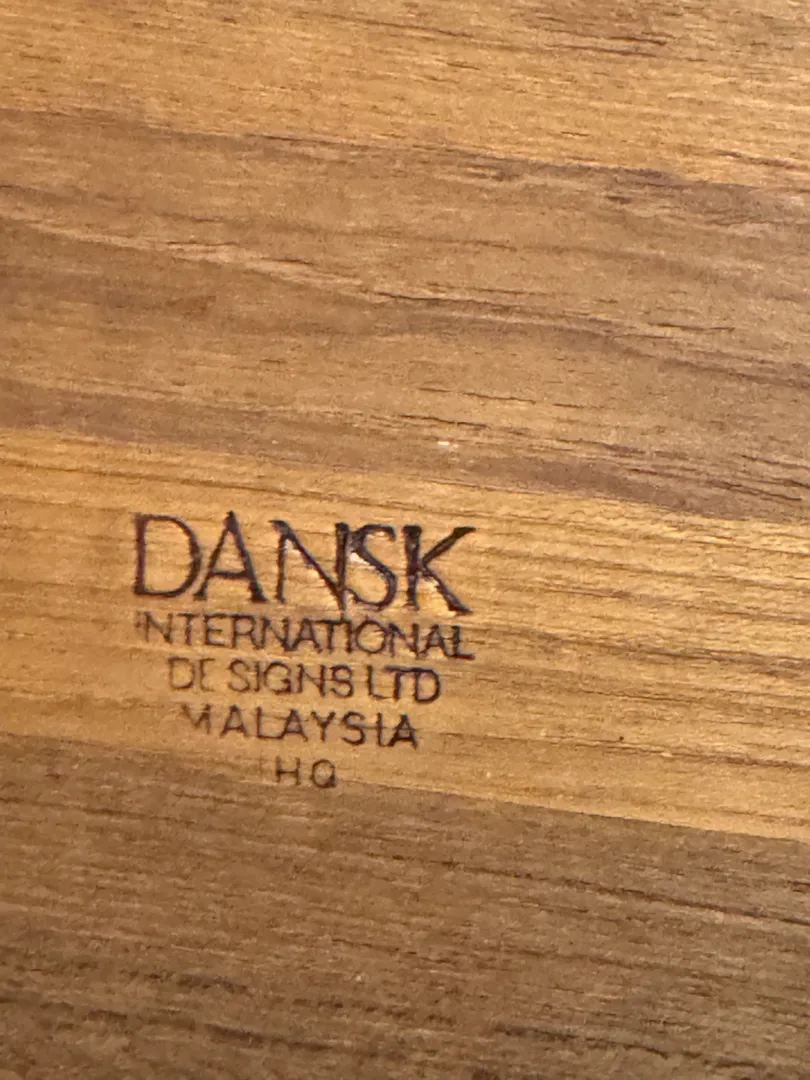 DANSK
INTERNATIONAL
DESIGNS LTD
MALAYSIA
HQ